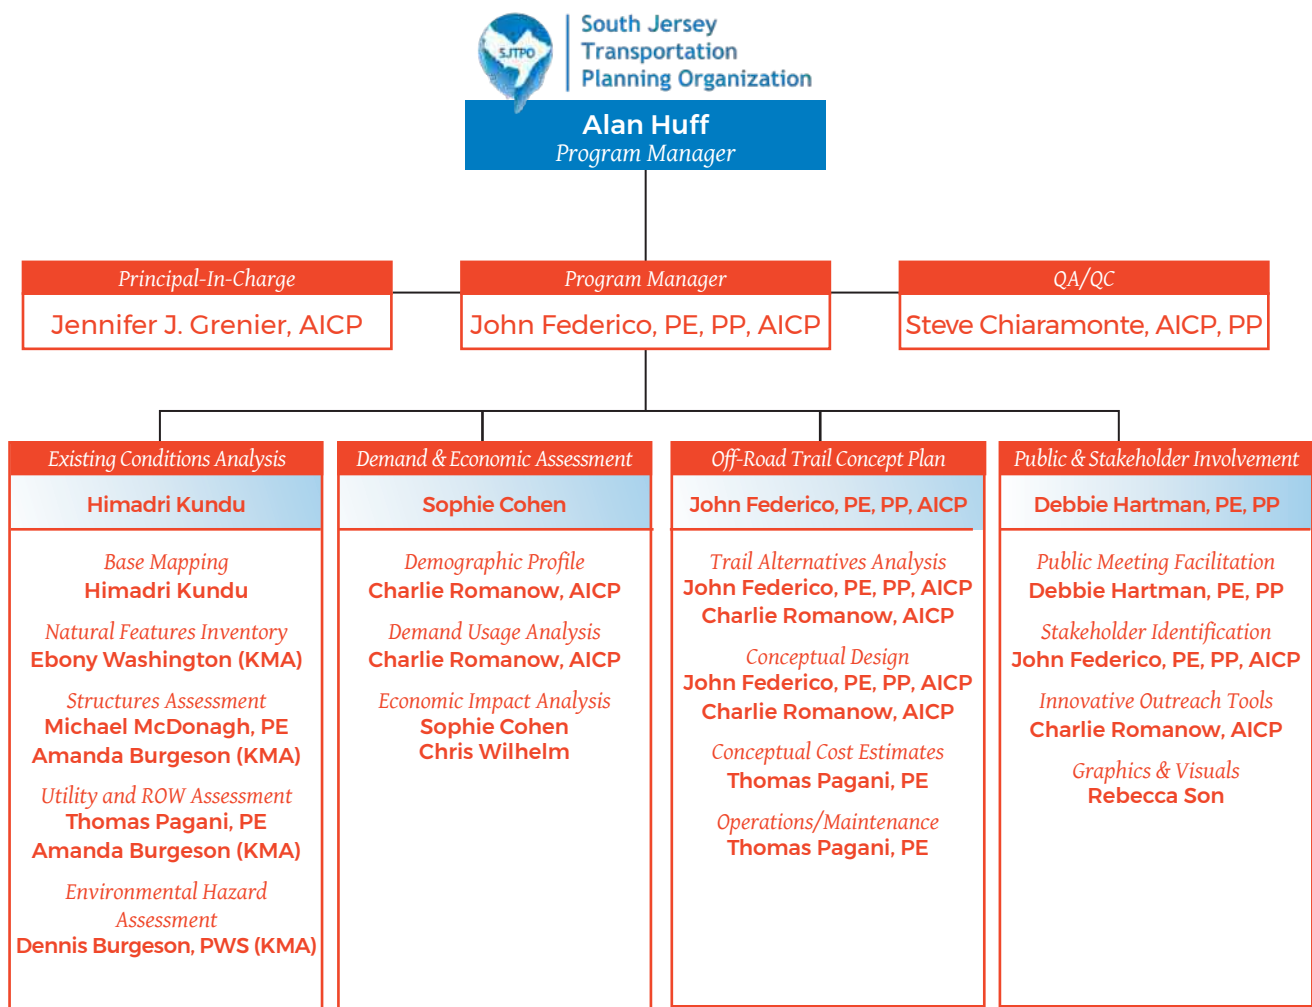 SJTPO
South Jersey
Transportation
Planning Organization
Alan Huff
Program Manager
Principal-In-Charge
Jennifer J. Grenier, AICP
Program Manager
John Federico, PE, PP, AICP
QA/QC
Steve Chiaramonte, AICP, PP
Existing Conditions Analysis
Himadri Kundu
Base Mapping
Himadri Kundu
Natural Features Inventory
Ebony Washington (KMA)
Structures Assessment
Michael McDonagh, PE
Amanda Burgeson (KMA)
Utility and ROW Assessment
Thomas Pagani, PE
Amanda Burgeson (KMA)
Environmental Hazard
Assessment
Dennis Burgeson, PWS (KMA)
Demand & Economic Assessment
Sophie Cohen
Demographic Profile
Charlie Romanow, AICP
Demand Usage Analysis
Charlie Romanow, AICP
Economic Impact Analysis
Sophie Cohen
Chris Wilhelm
Off-Road Trail Concept Plan
John Federico, PE, PP, AICP
Trail Alternatives Analysis
John Federico, PE, PP, AICP
Charlie Romanow, AICP
Conceptual Design
John Federico, PE, PP, AICP
Charlie Romanow, AICP
Conceptual Cost Estimates
Thomas Pagani, PE
Operations/Maintenance
Thomas Pagani, PE
Public & Stakeholder Involvement
Debbie Hartman, PE, PP
Public Meeting Facilitation
Debbie Hartman, PE, PP
Stakeholder Identification
John Federico, PE, PP, AICP
Innovative Outreach Tools
Charlie Romanow, AICP
Graphics & Visuals
Rebecca Son